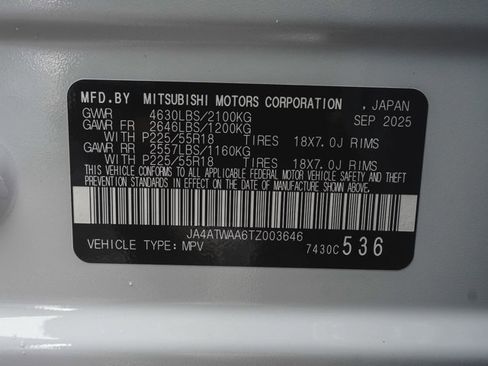 MFD.BY MITSUBISHI MOTORS CORPORATION , JAPAN
GVWR 4630LBS/2100KG SEP 2025
GAWR FR 2646LBS/1200KG
WITH P225/55R18 TIRES 18X7.0J RIMS
GAWR RR 2557LBS/1160KG
WITH P225/55R18 TIRES 18X7.0J RIMS
THIS VEHICLE CONFORMS TO ALL APPLICABLE FEDERAL MOTOR VEHICLE SAFETY AND THEFT
PREVENTION STANDARDS IN EFFECT ON THE DATE OF MANUFACTURE SHOWN ABOVE.
JA4ATWAA6TZ003646
VEHICLE TYPE: MPV 7430C 536